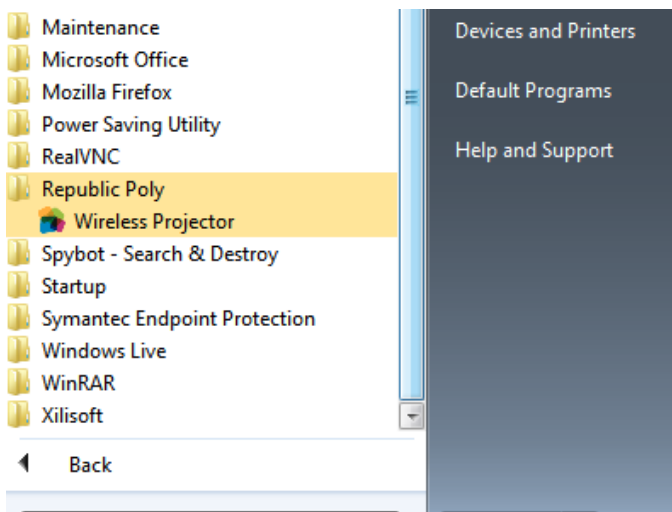 Maintenance
Microsoft Office
Mozilla Firefox
Power Saving Utility
RealVNC
Republic Poly
Wireless Projector
Spybot - Search & Destroy
Startup
Symantec Endpoint Protection
Windows Live
WinRAR
Xilisoft
Back
Devices and Printers
Default Programs
Help and Support